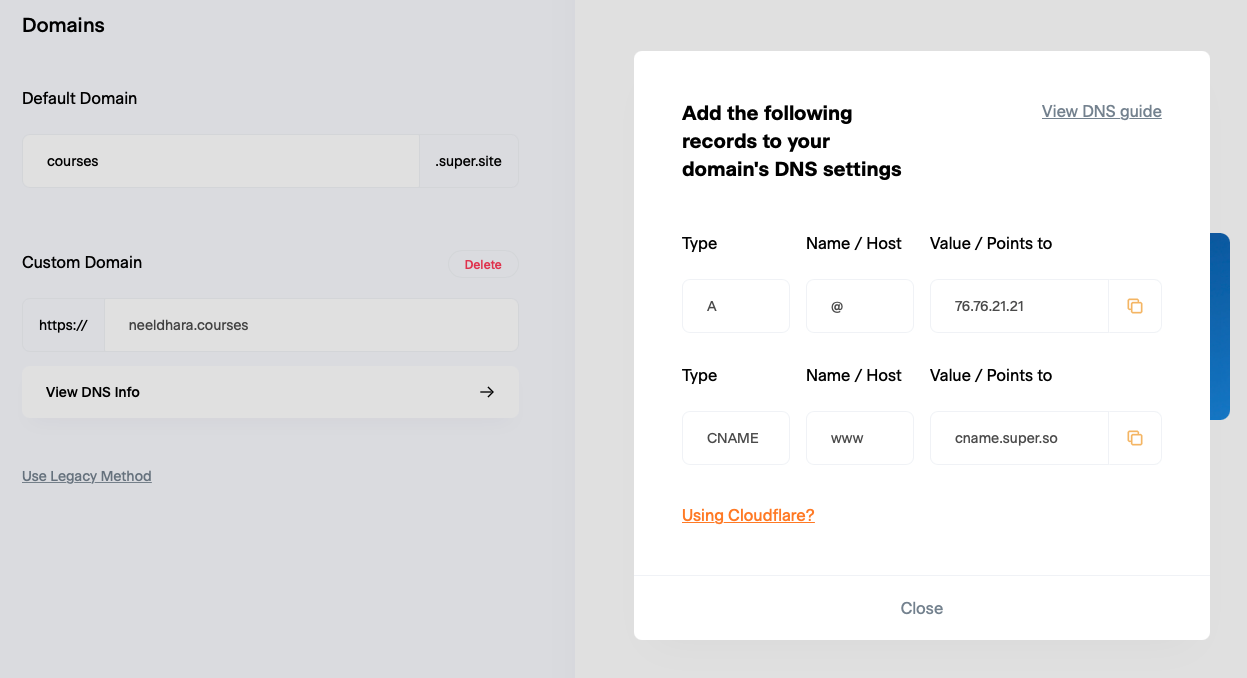 Domains
Default Domain
courses
.super.site
Custom Domain
Delete
https://
neeldhara.courses
View DNS Info
Use Legacy Method
Add the following
records to your
domain's DNS settings
View DNS guide
Type
Name / Host
Value / Points to
A
@
76.76.21.21
Type
Name / Host
Value / Points to
CNAME
www
cname.super.so
Using Cloudflare?
Close